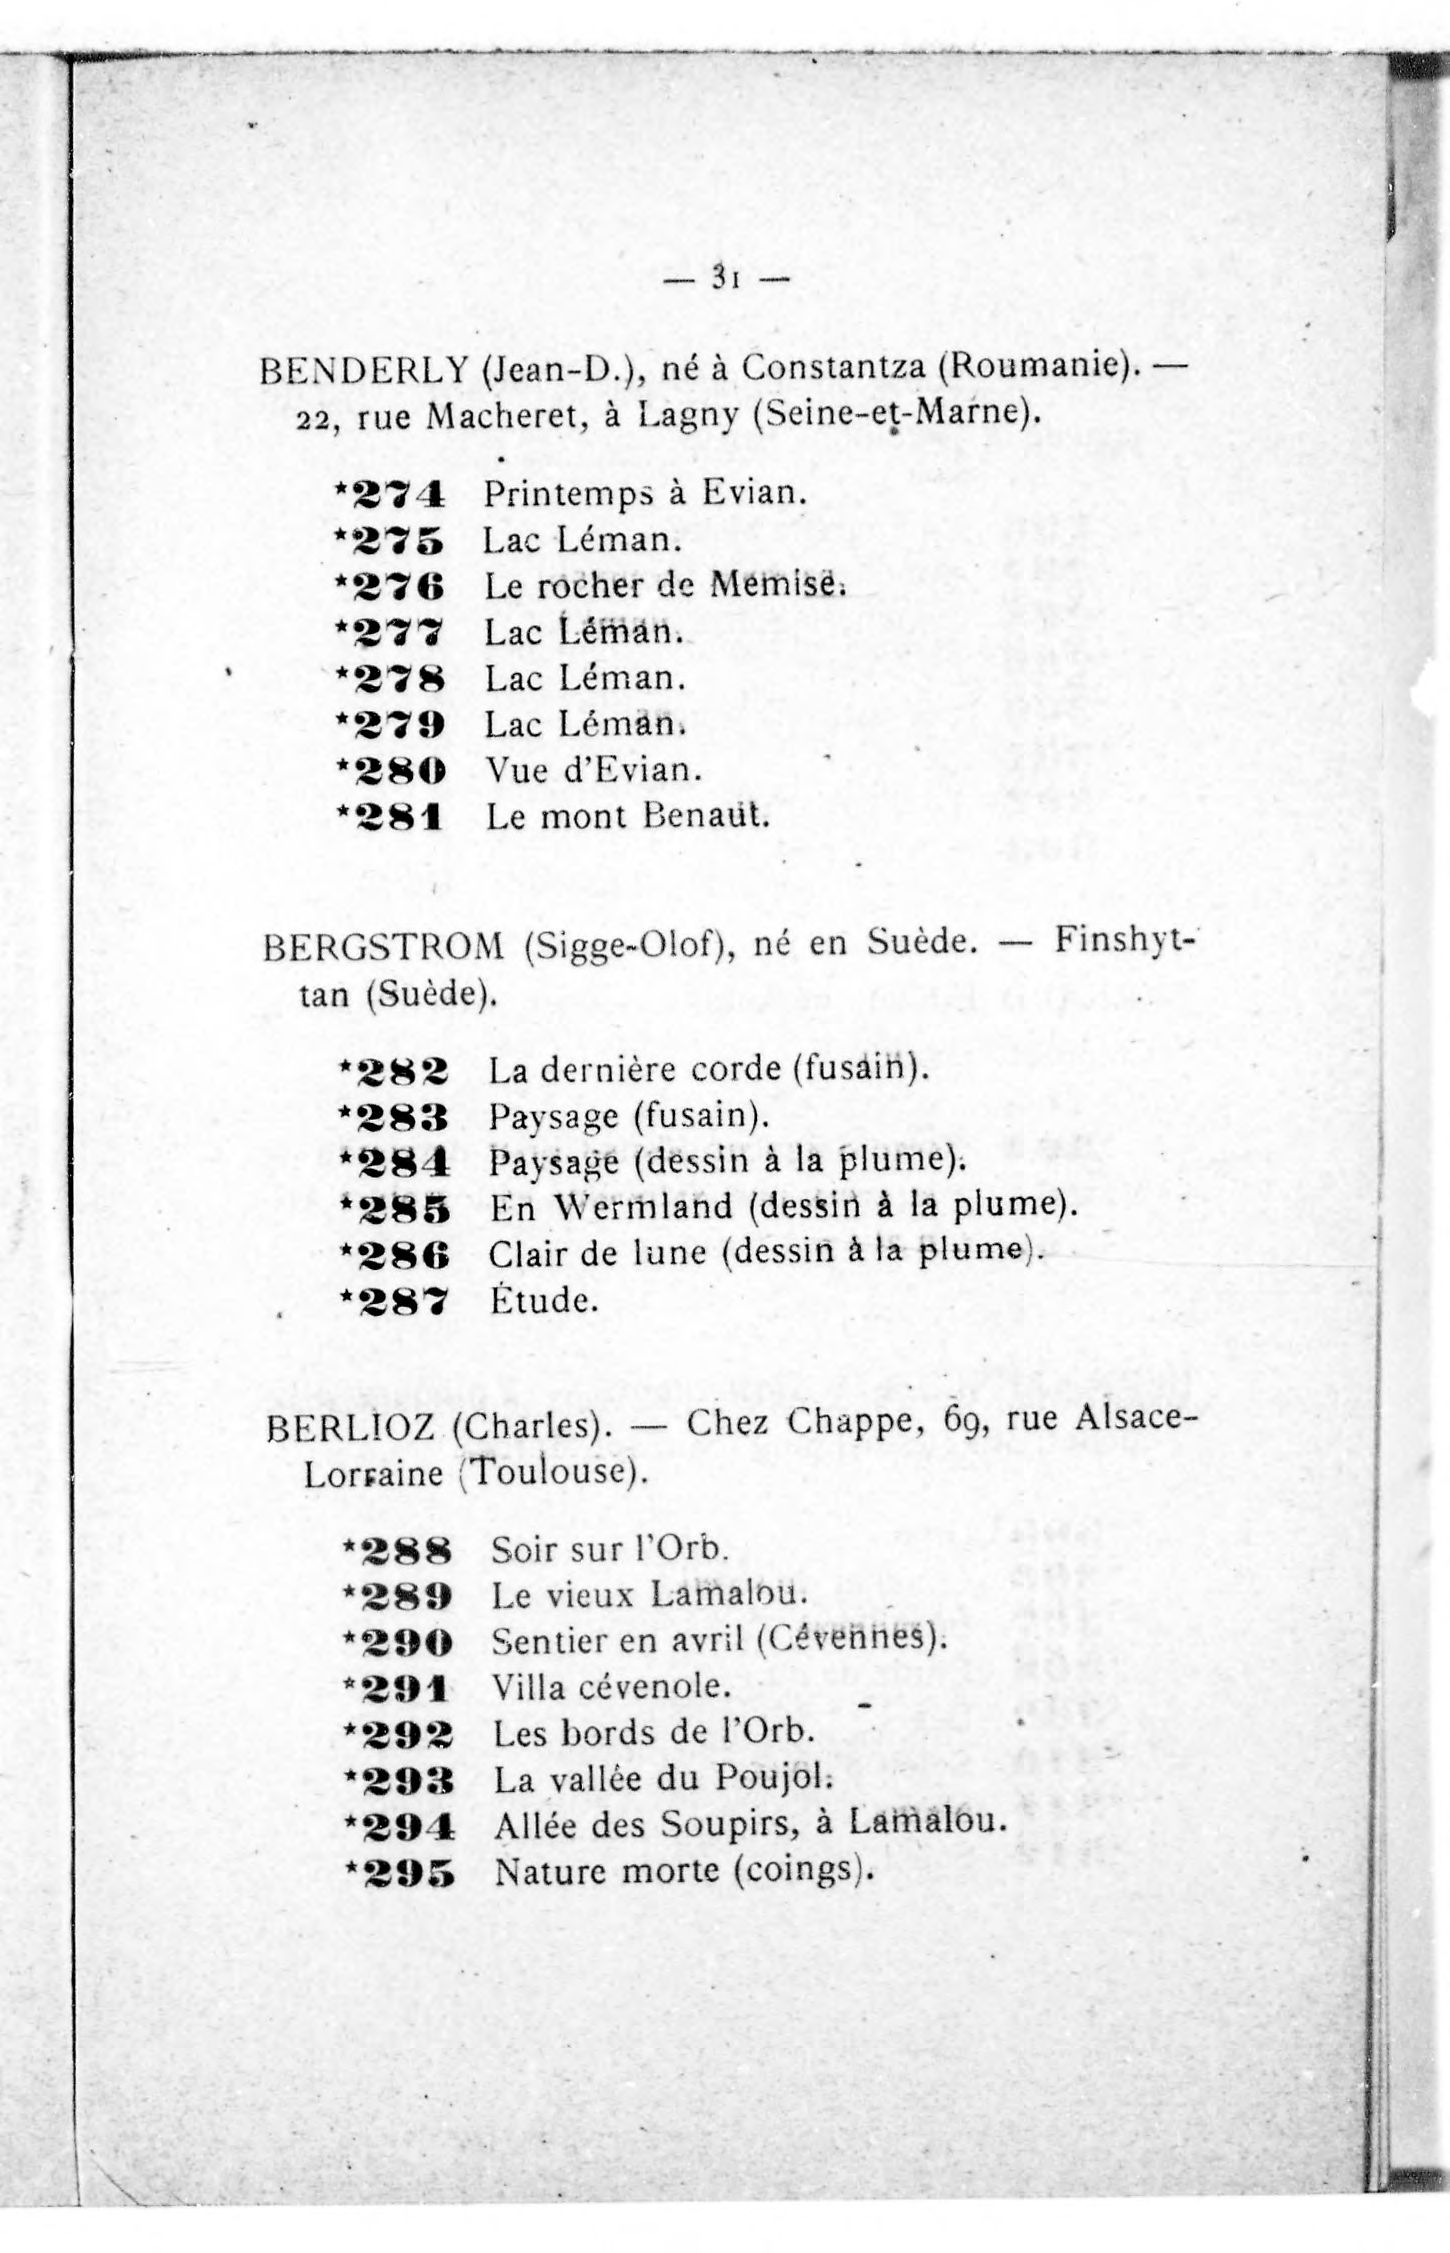 — 31 —
BENDERLY (Jean-D.), né à Constantza (Roumanie). —
22, rue Macheret, à Lagny (Seine-et-Marne).
*274 Printemps à Evian.
*275 Lac Léman.
*276 Le rocher de Memise.
*277 Lac Léman.
*278 Lac Léman.
*279 Lac Léman.
*280 Vue d'Evian.
*281 Le mont Benaut.
BERGSTROM (Sigge-Olof), né en Suède. — Finshyt-
tan (Suède).
*282 La dernière corde (fusain).
*283 Paysage (fusain).
*284 Paysage (dessin à la plume).
*285 En Wermland (dessin à la plume).
*286 Clair de lune (dessin à la plume).
*287 Étude.
BERLIOZ (Charles). — Chez Chappe, 69, rue Alsace-
Lorraine (Toulouse).
*288 Soir sur l'Orb.
*289 Le vieux Lamalou.
*290 Sentier en avril (Cévennes).
*291 Villa cévenole.
*292 Les bords de l'Orb.
*293 La vallée du Poujol.
*294 Allée des Soupirs, à Lamalou.
*295 Nature morte (coings).